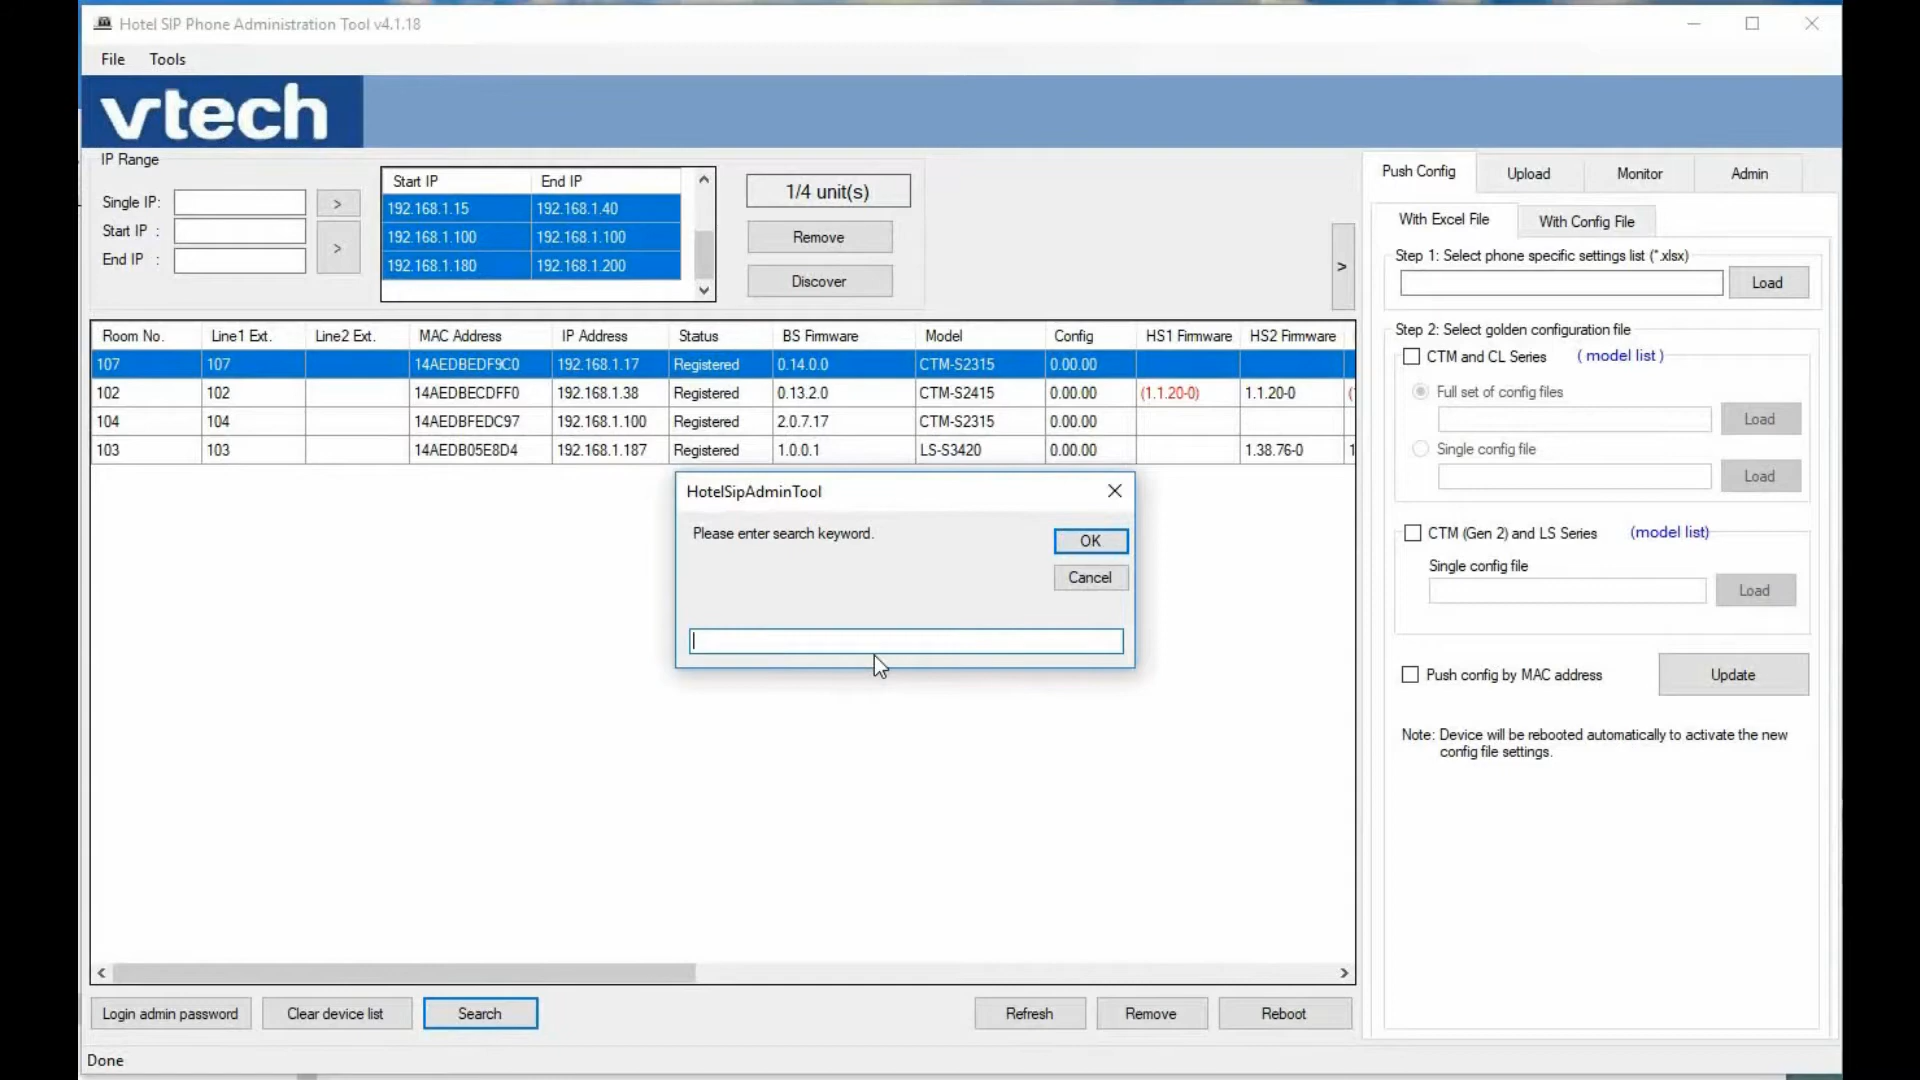 Hotel SIP Phone Administration Tool v4.1.18
File Tools
vtech
IP Range
Single IP: >
Start IP :
End IP : >
Start IP End IP
192.168.1.15 192.168.1.40
192.168.1.100 192.168.1.100
192.168.1.180 192.168.1.200
1/4 unit(s)
Remove
Discover
>
Room No. Line1 Ext. Line2 Ext. MAC Address IP Address Status BS Firmware Model Config HS1 Firmware HS2 Firmware
107 107 14AEDBEDF9C0 192.168.1.17 Registered 0.14.0.0 CTM-S2315 0.00.00
102 102 14AEDBECDFF0 192.168.1.38 Registered 0.13.2.0 CTM-S2415 0.00.00 (1.1.20-0) 1.1.20-0 (
104 104 14AEDBFEDC97 192.168.1.100 Registered 2.0.7.17 CTM-S2315 0.00.00
103 103 14AEDB05E8D4 192.168.1.187 Registered 1.0.0.1 LS-S3420 0.00.00 1.38.76-0 1
HotelSipAdminTool
Please enter search keyword.
OK
Cancel
Login admin password Clear device list Search Refresh Remove Reboot
Done
Push Config Upload Monitor Admin
With Excel File With Config File
Step 1: Select phone specific settings list (*.xlsx)
Load
Step 2: Select golden configuration file
CTM and CL Series ( model list )
Full set of config files
Load
Single config file
Load
CTM (Gen 2) and LS Series (model list)
Single config file
Load
Push config by MAC address Update
Note: Device will be rebooted automatically to activate the new
config file settings.